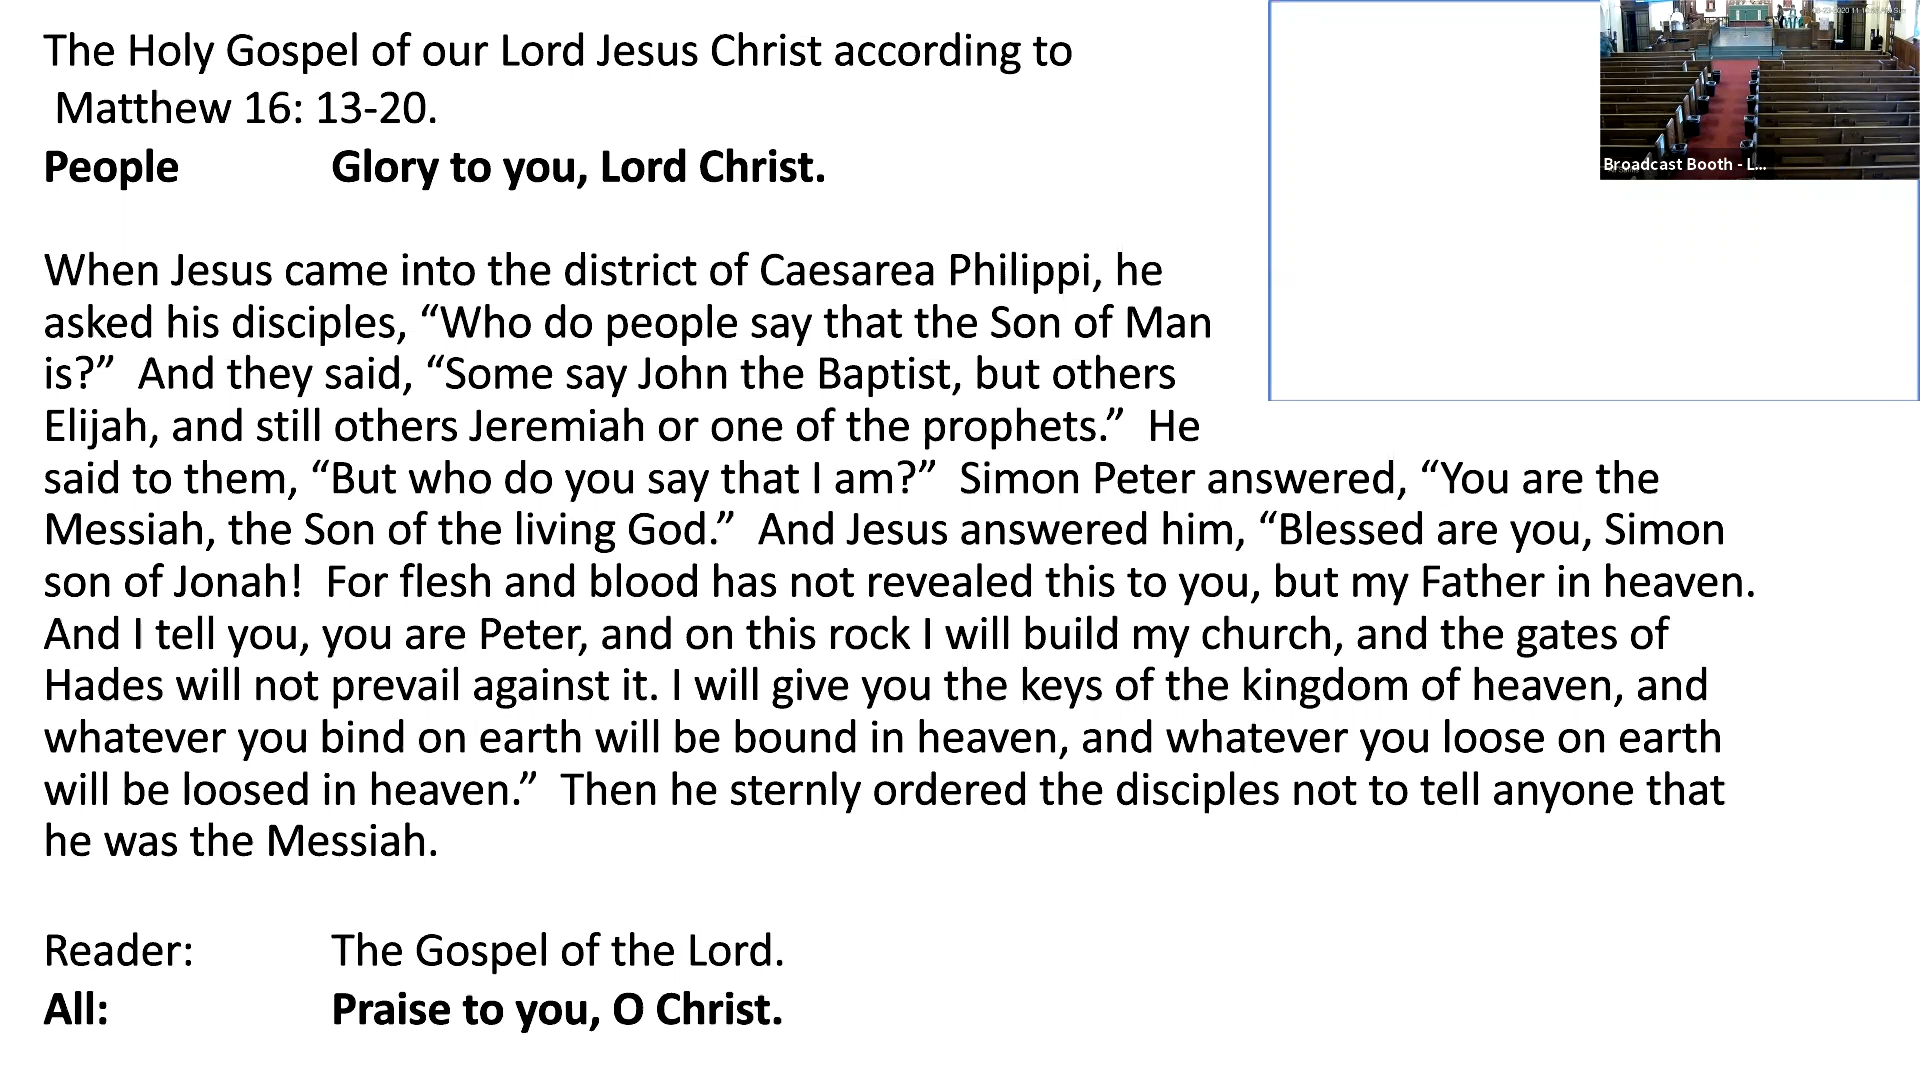 The Holy Gospel of our Lord Jesus Christ according to
Matthew 16: 13-20.
People Glory to you, Lord Christ.
When Jesus came into the district of Caesarea Philippi, he
asked his disciples, “Who do people say that the Son of Man
is?”  And they said, “Some say John the Baptist, but others
Elijah, and still others Jeremiah or one of the prophets.”  He
said to them, “But who do you say that I am?”  Simon Peter answered, “You are the
Messiah, the Son of the living God.”  And Jesus answered him, “Blessed are you, Simon
son of Jonah!  For flesh and blood has not revealed this to you, but my Father in heaven.
And I tell you, you are Peter, and on this rock I will build my church, and the gates of
Hades will not prevail against it. I will give you the keys of the kingdom of heaven, and
whatever you bind on earth will be bound in heaven, and whatever you loose on earth
will be loosed in heaven.”  Then he sternly ordered the disciples not to tell anyone that
he was the Messiah.
Reader: The Gospel of the Lord.
All: Praise to you, O Christ.
Broadcast Booth - L...